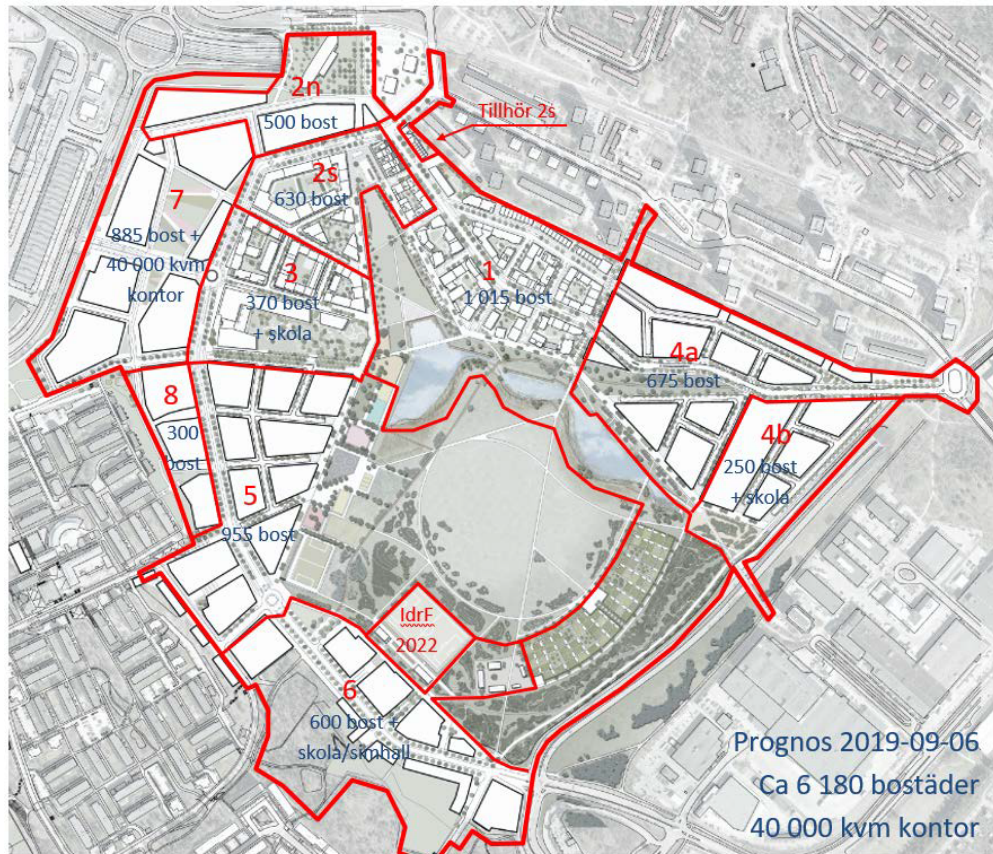 2n
500 bost
Tillhör 2s
2s
630 bost
7
885 bost +
40 000 kvm
kontor
3
370 bost
+ skola
1
1 015 bost
4a
675 bost
8
300
bost
4b
250 bost
+ skola
5
955 bost
IdrF
2022
6
600 bost +
skola/simhall
Prognos 2019-09-06
Ca 6 180 bostäder
40 000 kvm kontor